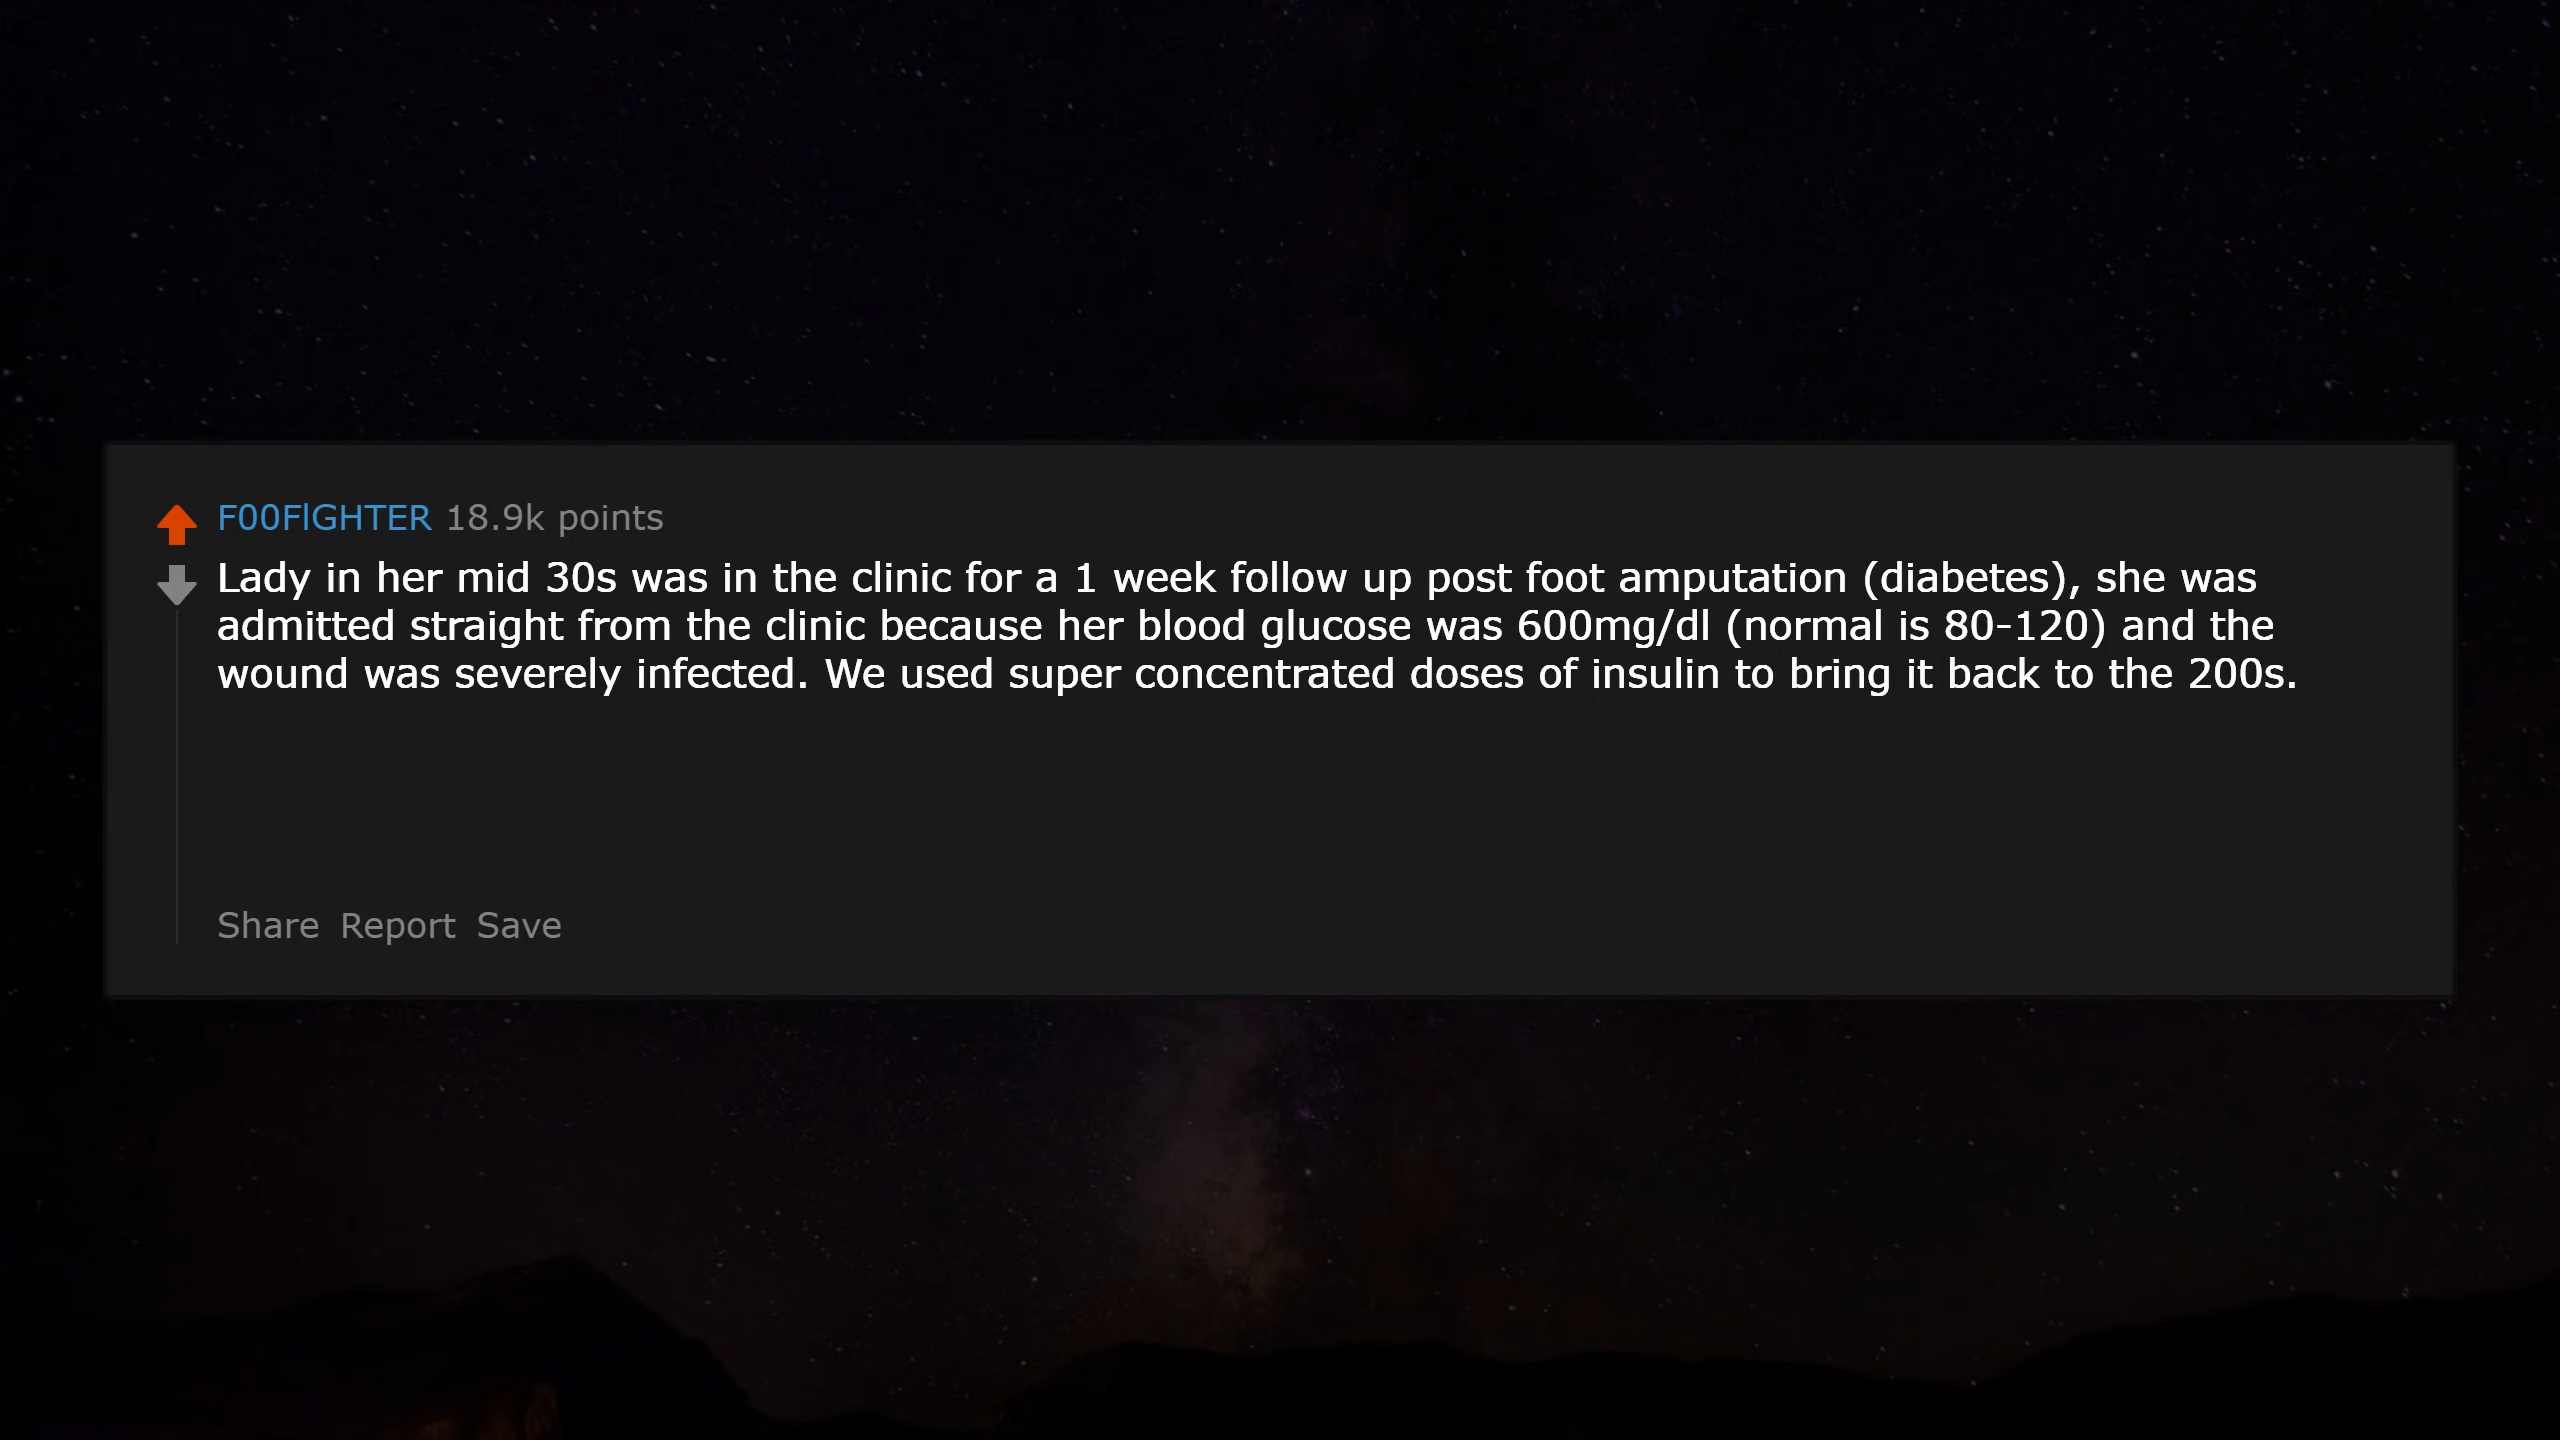 F00FlGHTER 18.9k points
Lady in her mid 30s was in the clinic for a 1 week follow up post foot amputation (diabetes), she was
admitted straight from the clinic because her blood glucose was 600mg/dl (normal is 80-120) and the
wound was severely infected. We used super concentrated doses of insulin to bring it back to the 200s.
Share Report Save